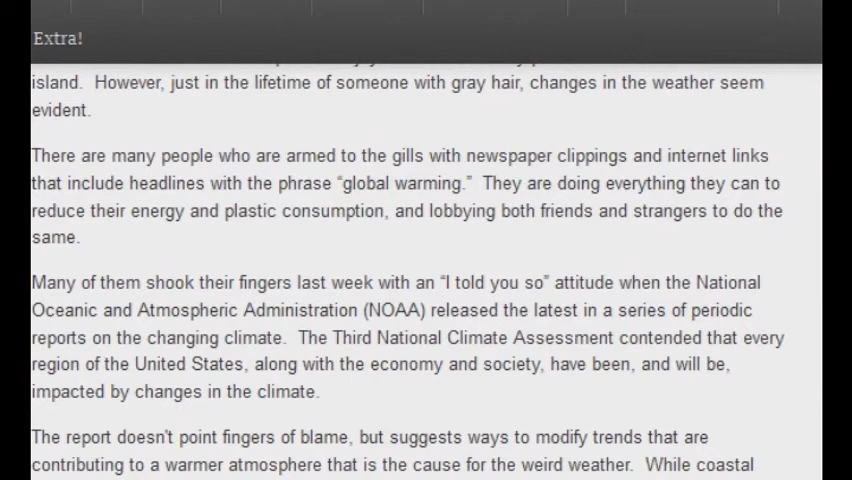 Extra!
island.  However, just in the lifetime of someone with gray hair, changes in the weather seem
evident.
There are many people who are armed to the gills with newspaper clippings and internet links
that include headlines with the phrase “global warming.”  They are doing everything they can to
reduce their energy and plastic consumption, and lobbying both friends and strangers to do the
same.
Many of them shook their fingers last week with an “I told you so” attitude when the National
Oceanic and Atmospheric Administration (NOAA) released the latest in a series of periodic
reports on the changing climate.  The Third National Climate Assessment contended that every
region of the United States, along with the economy and society, have been, and will be,
impacted by changes in the climate.
The report doesn't point fingers of blame, but suggests ways to modify trends that are
contributing to a warmer atmosphere that is the cause for the weird weather.  While coastal